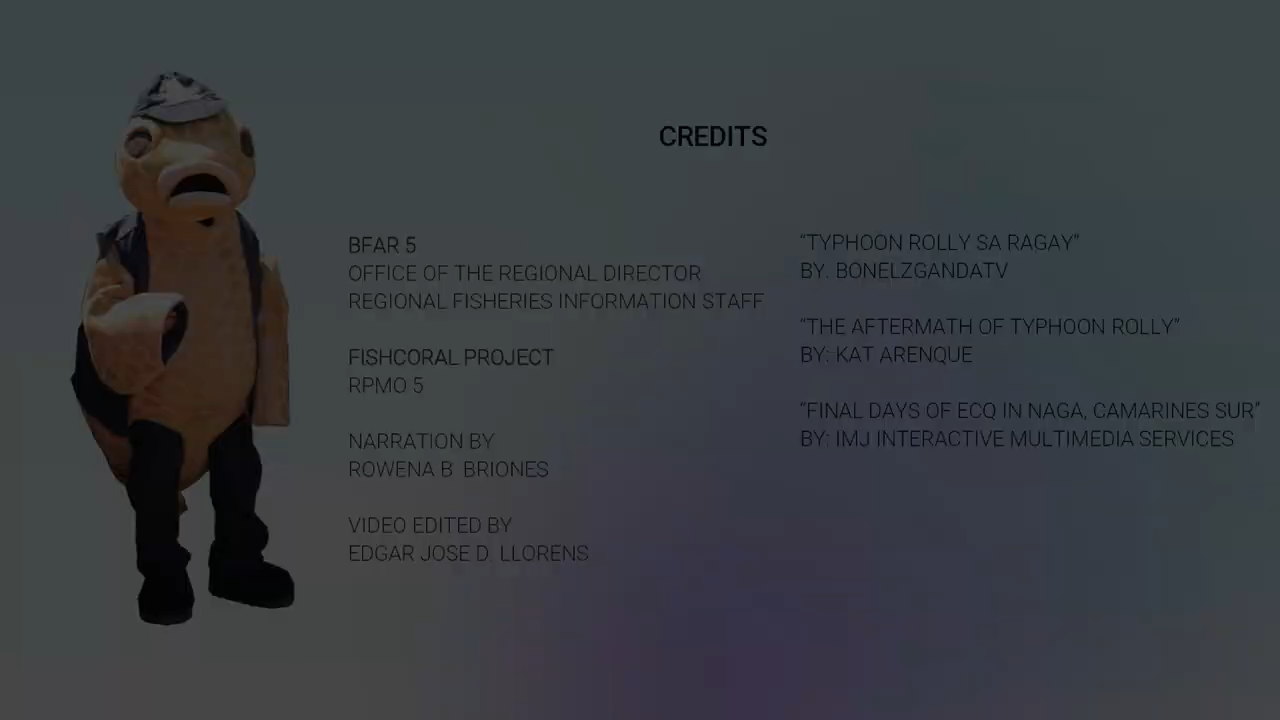 CREDITS
BFAR 5
OFFICE OF THE REGIONAL DIRECTOR
REGIONAL FISHERIES INFORMATION STAFF
FISHCORAL PROJECT
RPMO 5
NARRATION BY
ROWENA B. BRIONES
VIDEO EDITED BY
EDGAR JOSE D. LLORENS
“TYPHOON ROLLY SA RAGAY”
BY: BONELZGANDATV
“THE AFTERMATH OF TYPHOON ROLLY”
BY: KAT ARENQUE
“FINAL DAYS OF ECQ IN NAGA, CAMARINES SUR”
BY: IMJ INTERACTIVE MULTIMEDIA SERVICES